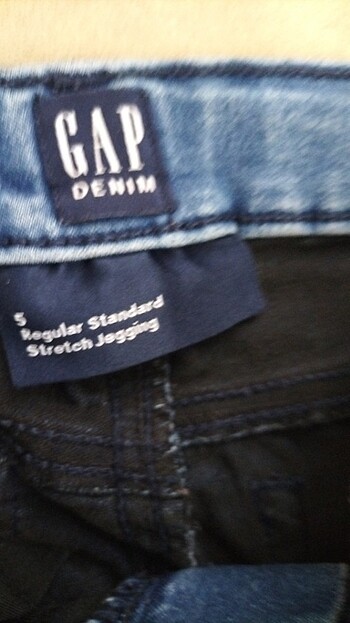 GAP
DENIM
5
Regular Standard
Stretch Jegging